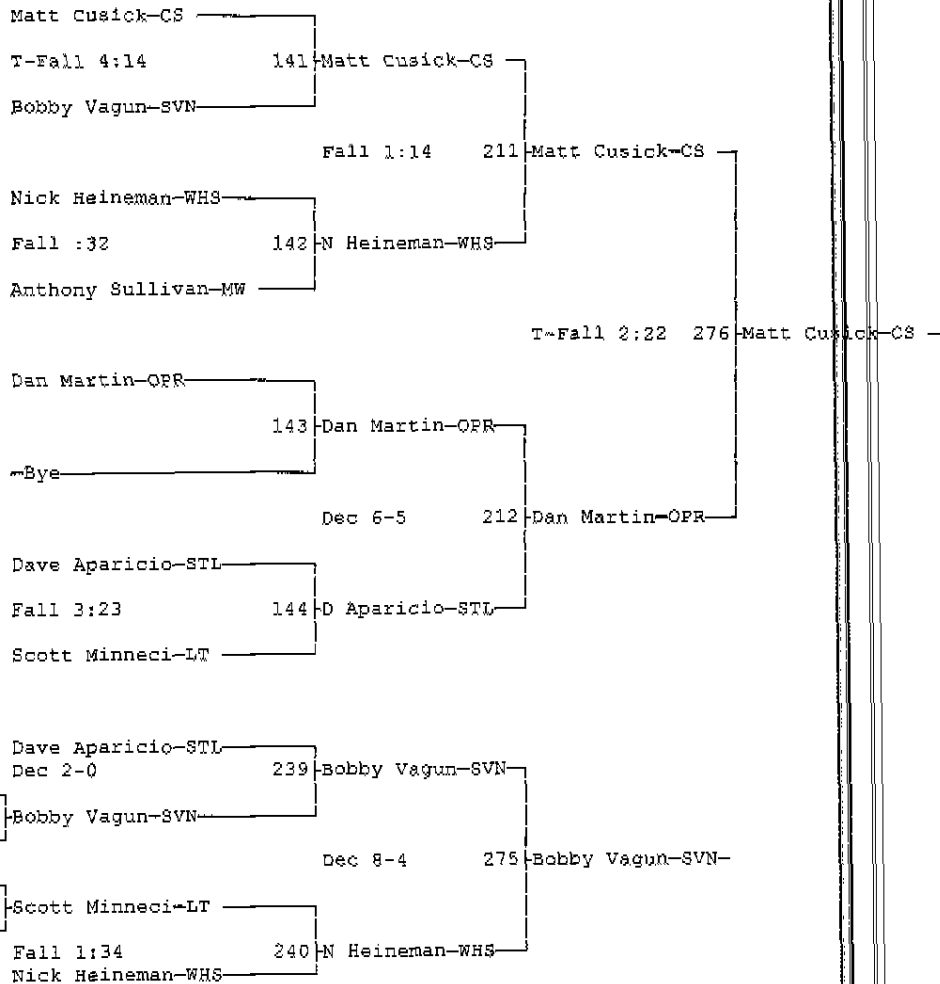 Matt Cusick-CS
T-Fall 4:14 141 Matt Cusick-CS
Bobby Vagun-SVN
Fall 1:14 211 Matt Cusick-CS
Nick Heineman-WHS
Fall :32 142 N Heineman-WHS
Anthony Sullivan-MW
T-Fall 2:22 276 Matt Cusick-CS
Dan Martin-OPR
143 Dan Martin-OPR
-Bye
Dec 6-5 212 Dan Martin-OPR
Dave Aparicio-STL
Fall 3:23 144 D Aparicio-STL
Scott Minneci-LT
Dave Aparicio-STL
Dec 2-0 239 Bobby Vagun-SVN
Bobby Vagun-SVN
Dec 8-4 275 Bobby Vagun-SVN
Scott Minneci-LT
Fall 1:34 240 N Heineman-WHS
Nick Heineman-WHS